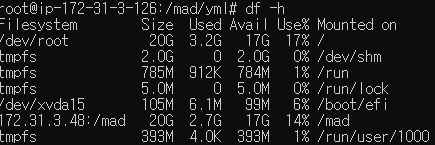 root@ip-172-31-3-126:/mad/yml# df -h
Filesystem Size Used Avail Use% Mounted on
/dev/root 20G 3.2G 17G 17% /
tmpfs 2.0G 0 2.0G 0% /dev/shm
tmpfs 785M 912K 784M 1% /run
tmpfs 5.0M 0 5.0M 0% /run/lock
/dev/xvda15 105M 6.1M 99M 6% /boot/efi
172.31.3.48:/mad 20G 2.7G 17G 14% /mad
tmpfs 393M 4.0K 393M 1% /run/user/1000